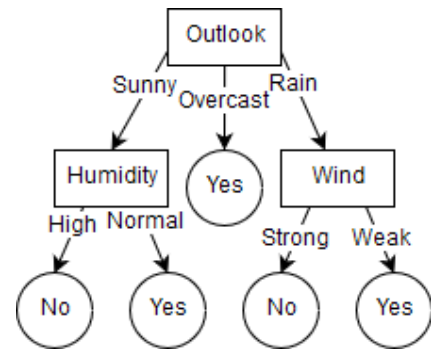 Outlook
Sunny
Overcast
Rain
Humidity
Yes
Wind
High
Normal
Strong
Weak
No
Yes
No
Yes